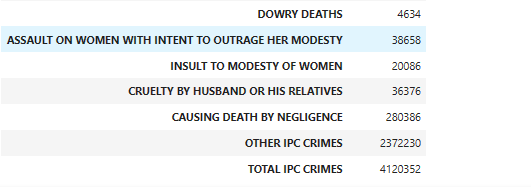 DOWRY DEATHS 4634
ASSAULT ON WOMEN WITH INTENT TO OUTRAGE HER MODESTY 38658
INSULT TO MODESTY OF WOMEN 20086
CRUELTY BY HUSBAND OR HIS RELATIVES 36376
CAUSING DEATH BY NEGLIGENCE 280386
OTHER IPC CRIMES 2372230
TOTAL IPC CRIMES 4120352